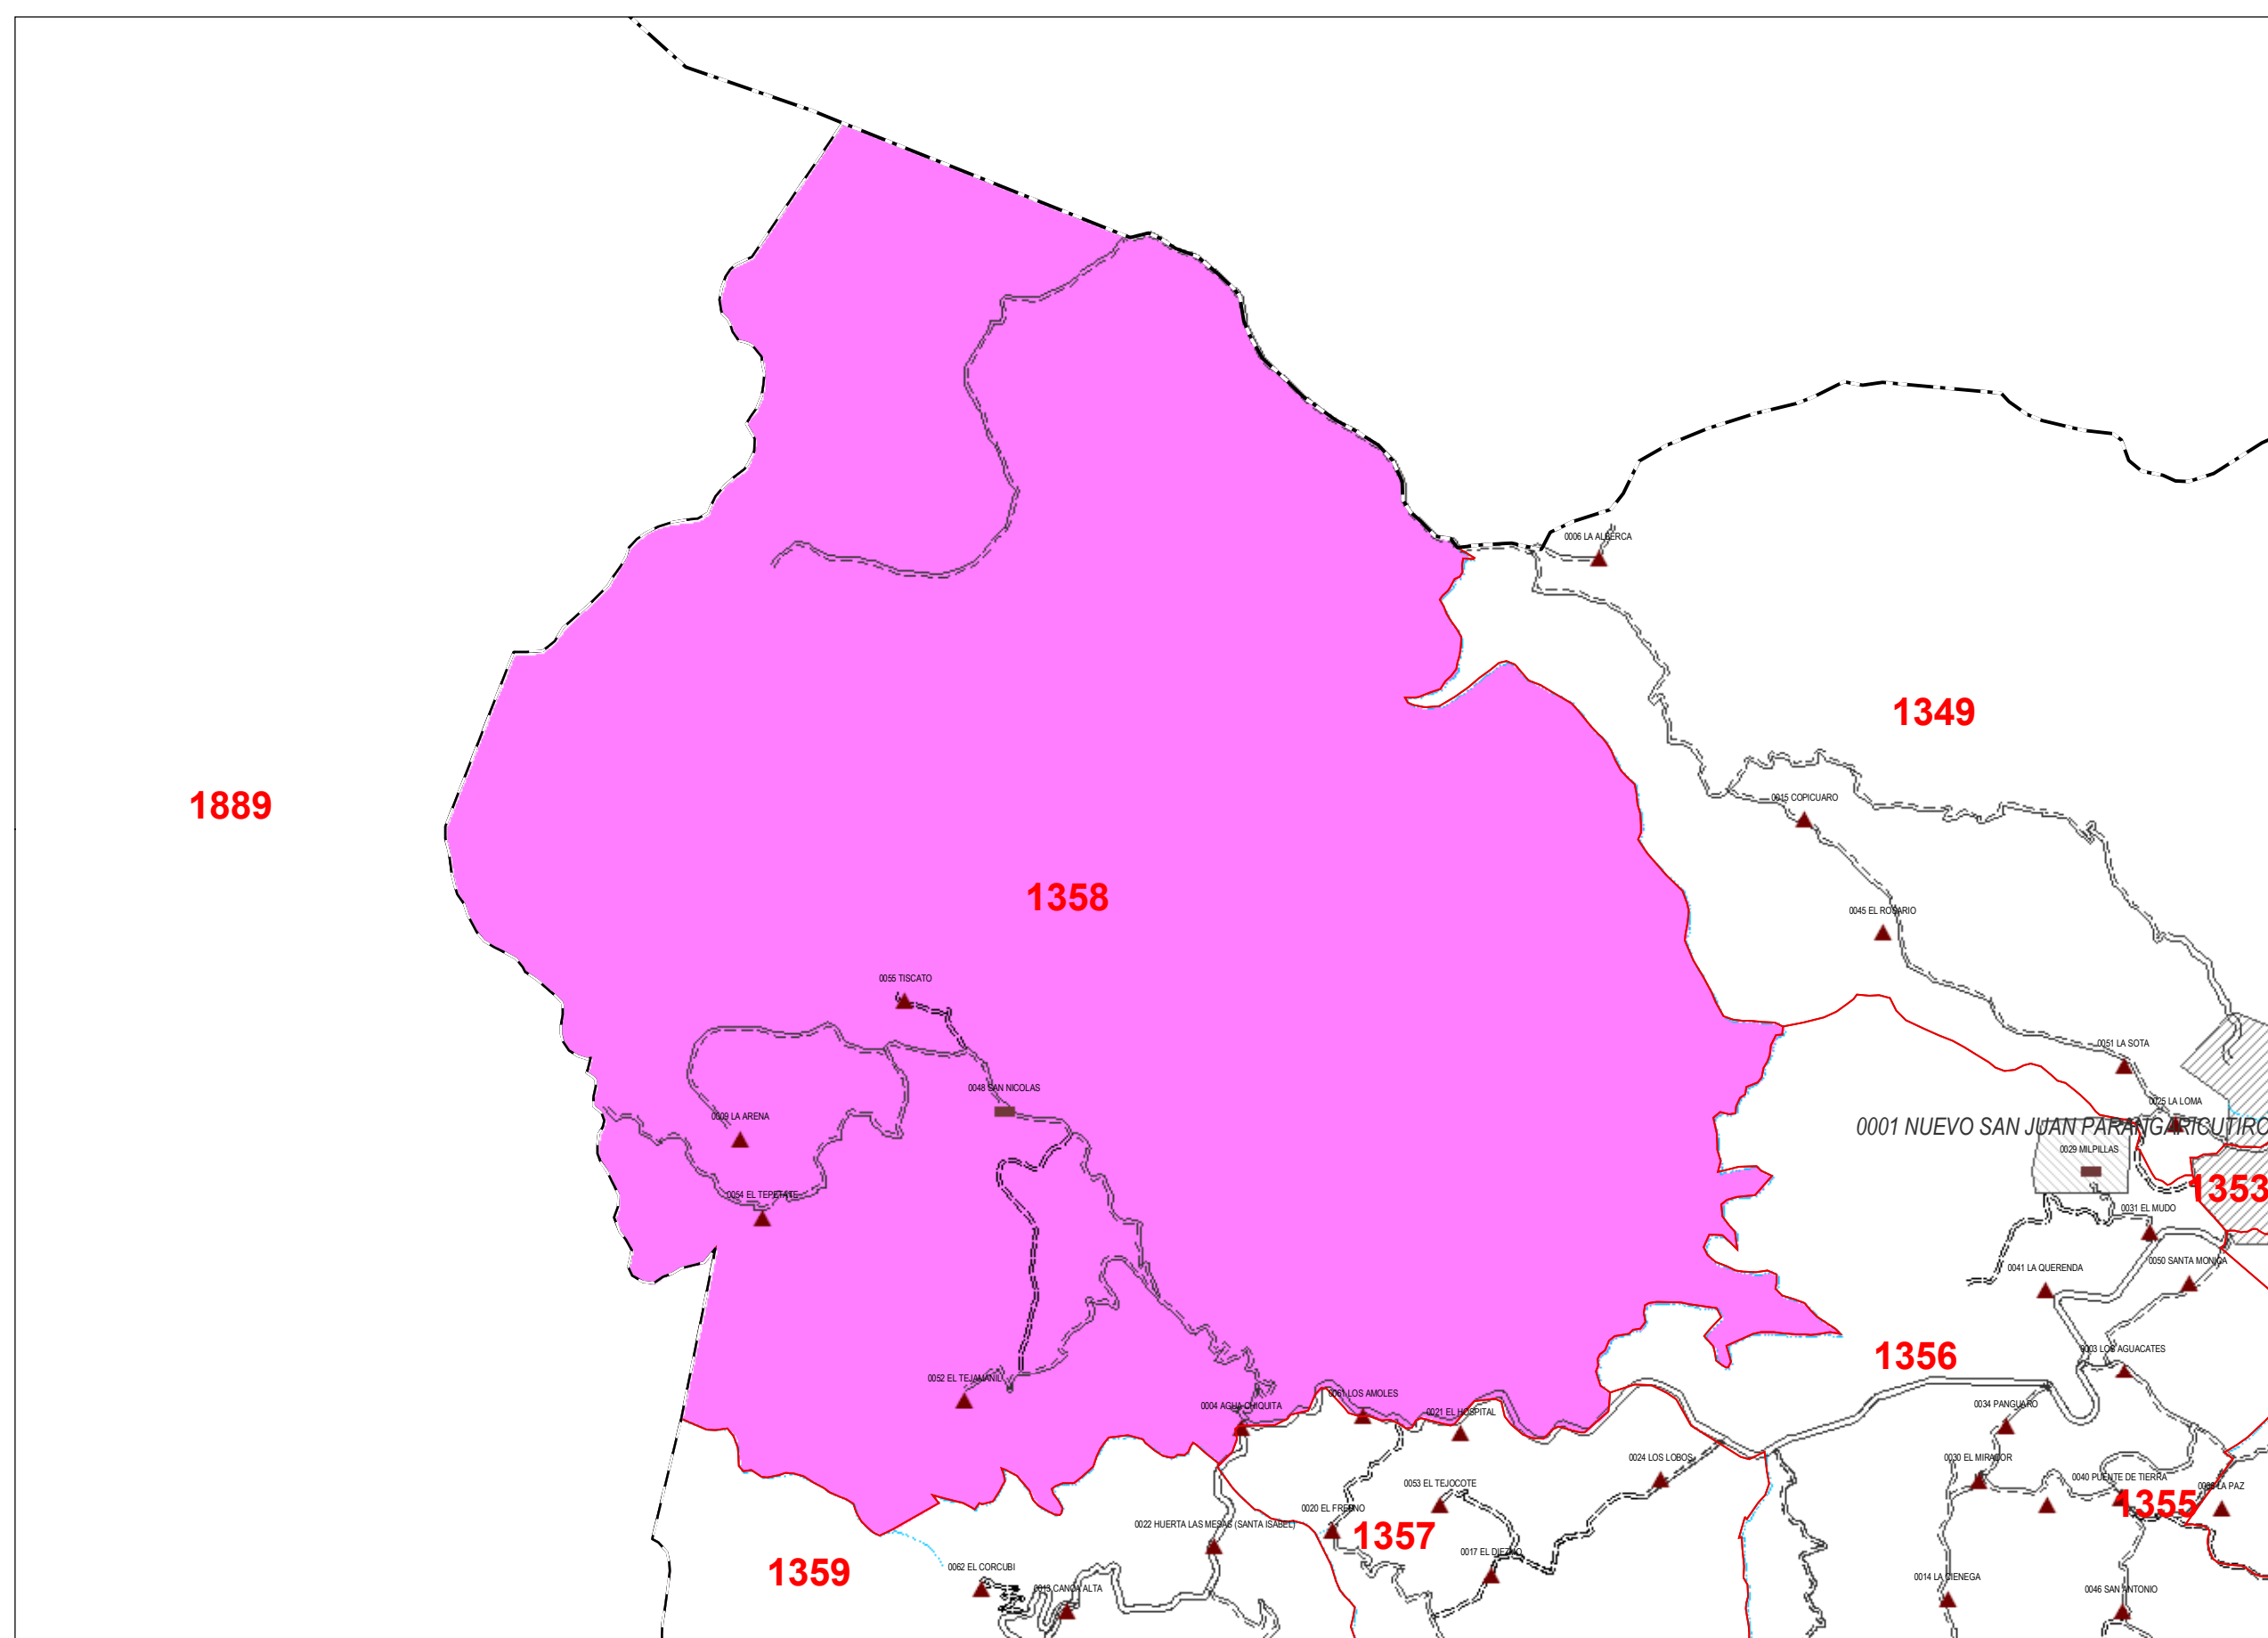 0006 LA ALBERCA
1349
1889
0015 COPICUARO
1358
0045 EL ROSARIO
0055 TISCATO
0051 LA SOTA
0048 SAN NICOLAS
0025 LA LOMA
0009 LA ARENA
0001 NUEVO SAN JUAN PARANGARICUTIRO
0029 MILPILLAS
1353
0054 EL TEPETATE
0031 EL MUDO
0050 SANTA MONICA
0041 LA QUERENDA
0003 LOS AGUACATES
1356
0052 EL TEJAMANIL
0061 LOS AMOLES
0004 AGUA CHIQUITA
0021 EL HOSPITAL
0034 PANGUARO
0024 LOS LOBOS
0030 EL MIRADOR
0040 PUENTE DE TIERRA
LA PAZ
0053 EL TEJOCOTE
1355
0020 EL FRESNO
0022 HUERTA LAS MESAS (SANTA ISABEL)
1357
0017 EL DIEZMO
1359
0062 EL CORCUBI
0013 CANOA ALTA
0014 LA CIENEGA
0046 SAN ANTONIO